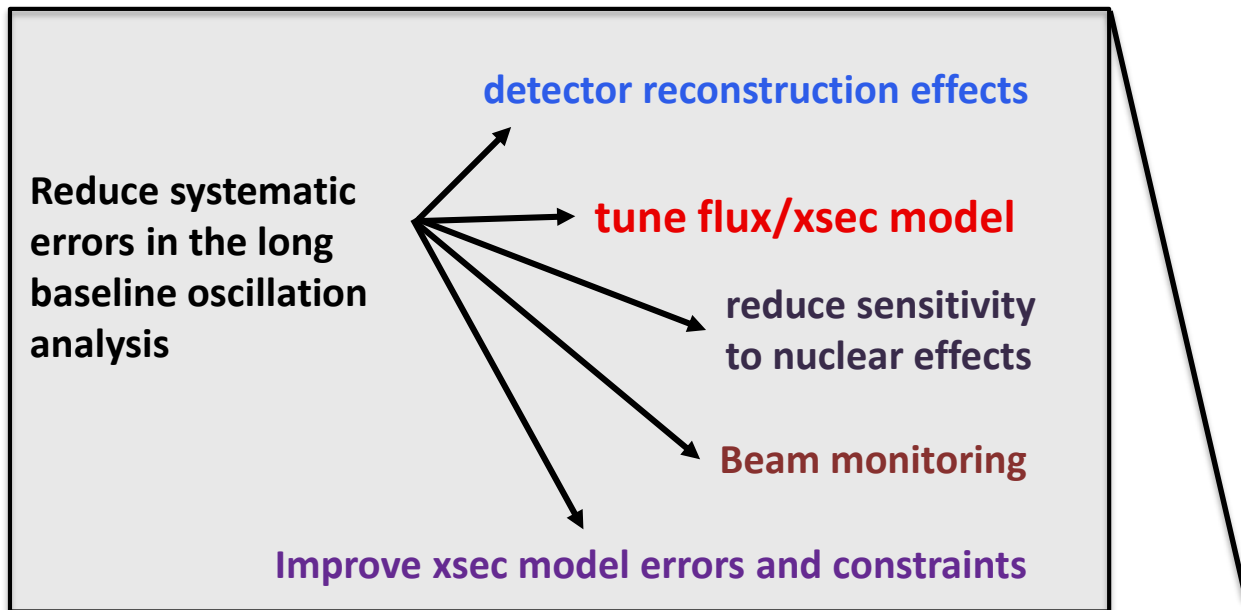 detector reconstruction effects
Reduce systematic
errors in the long
baseline oscillation
analysis
tune flux/xsec model
reduce sensitivity
to nuclear effects
Beam monitoring
Improve xsec model errors and constraints